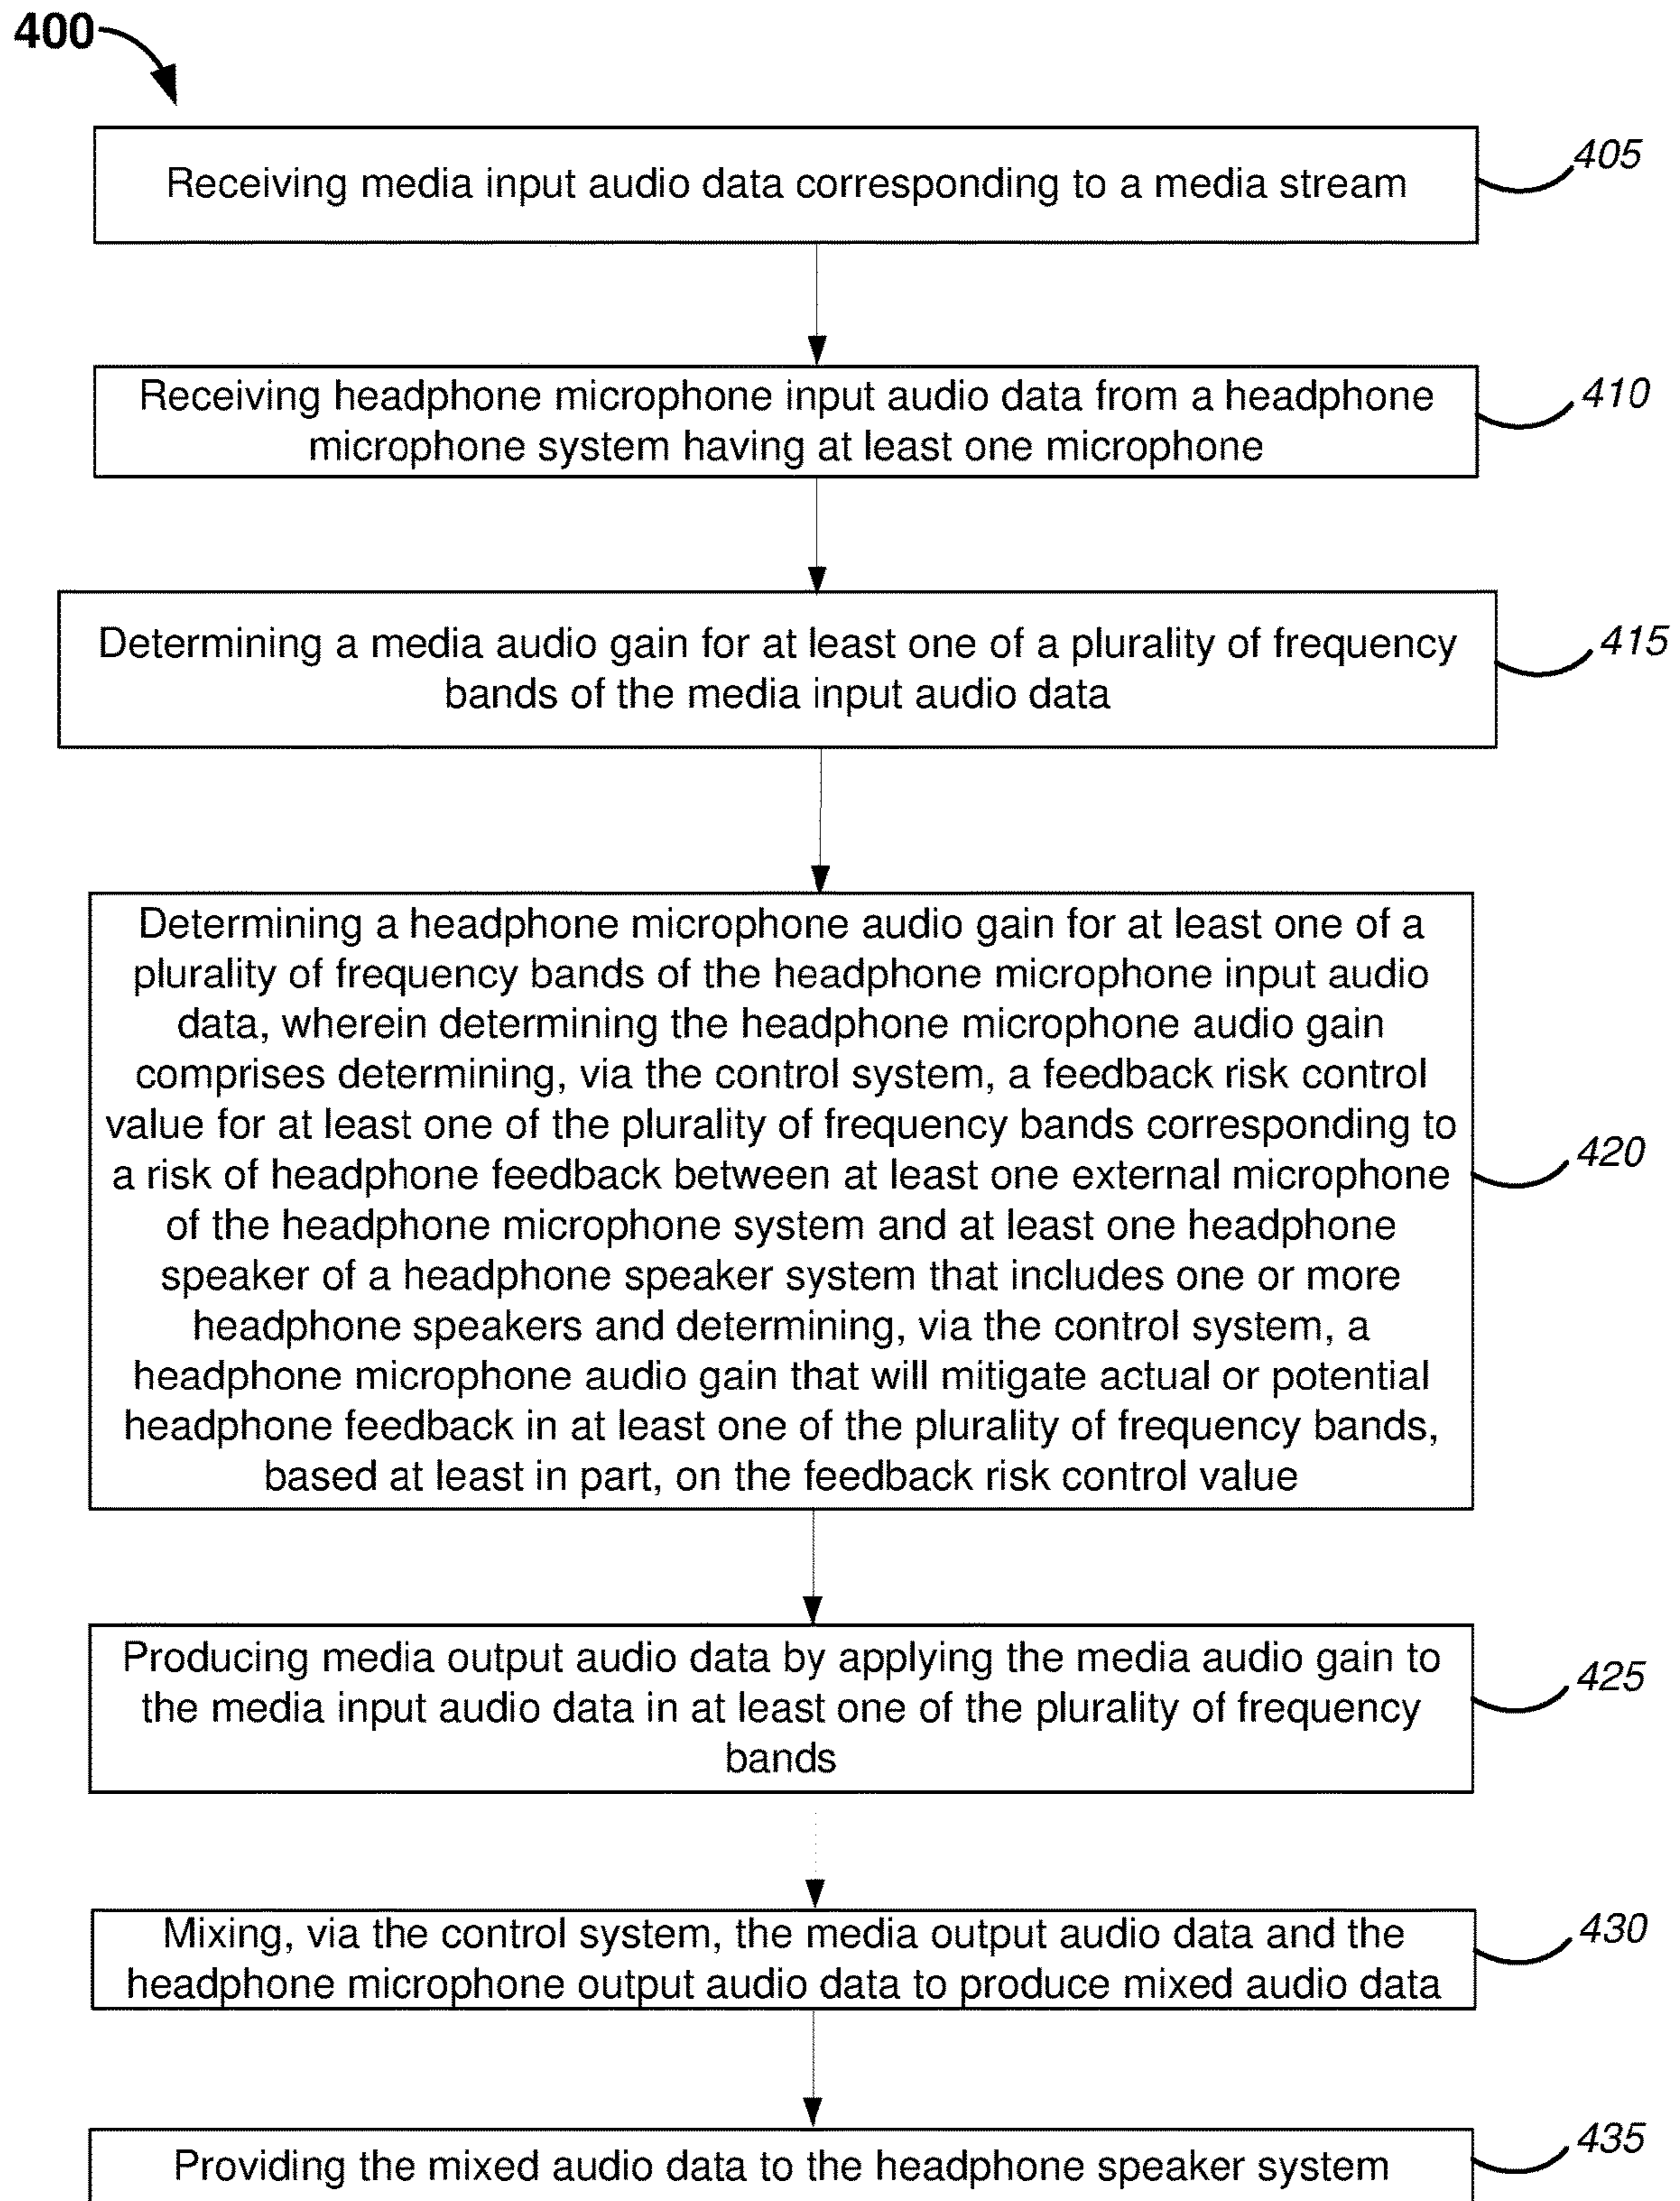 400
Receiving media input audio data corresponding to a media stream
405
Receiving headphone microphone input audio data from a headphone
microphone system having at least one microphone
410
Determining a media audio gain for at least one of a plurality of frequency
bands of the media input audio data
415
Determining a headphone microphone audio gain for at least one of a
plurality of frequency bands of the headphone microphone input audio
data, wherein determining the headphone microphone audio gain
comprises determining, via the control system, a feedback risk control
value for at least one of the plurality of frequency bands corresponding to
a risk of headphone feedback between at least one external microphone
of the headphone microphone system and at least one headphone
speaker of a headphone speaker system that includes one or more
headphone speakers and determining, via the control system, a
headphone microphone audio gain that will mitigate actual or potential
headphone feedback in at least one of the plurality of frequency bands,
based at least in part, on the feedback risk control value
420
Producing media output audio data by applying the media audio gain to
the media input audio data in at least one of the plurality of frequency
bands
425
Mixing, via the control system, the media output audio data and the
headphone microphone output audio data to produce mixed audio data
430
Providing the mixed audio data to the headphone speaker system
435